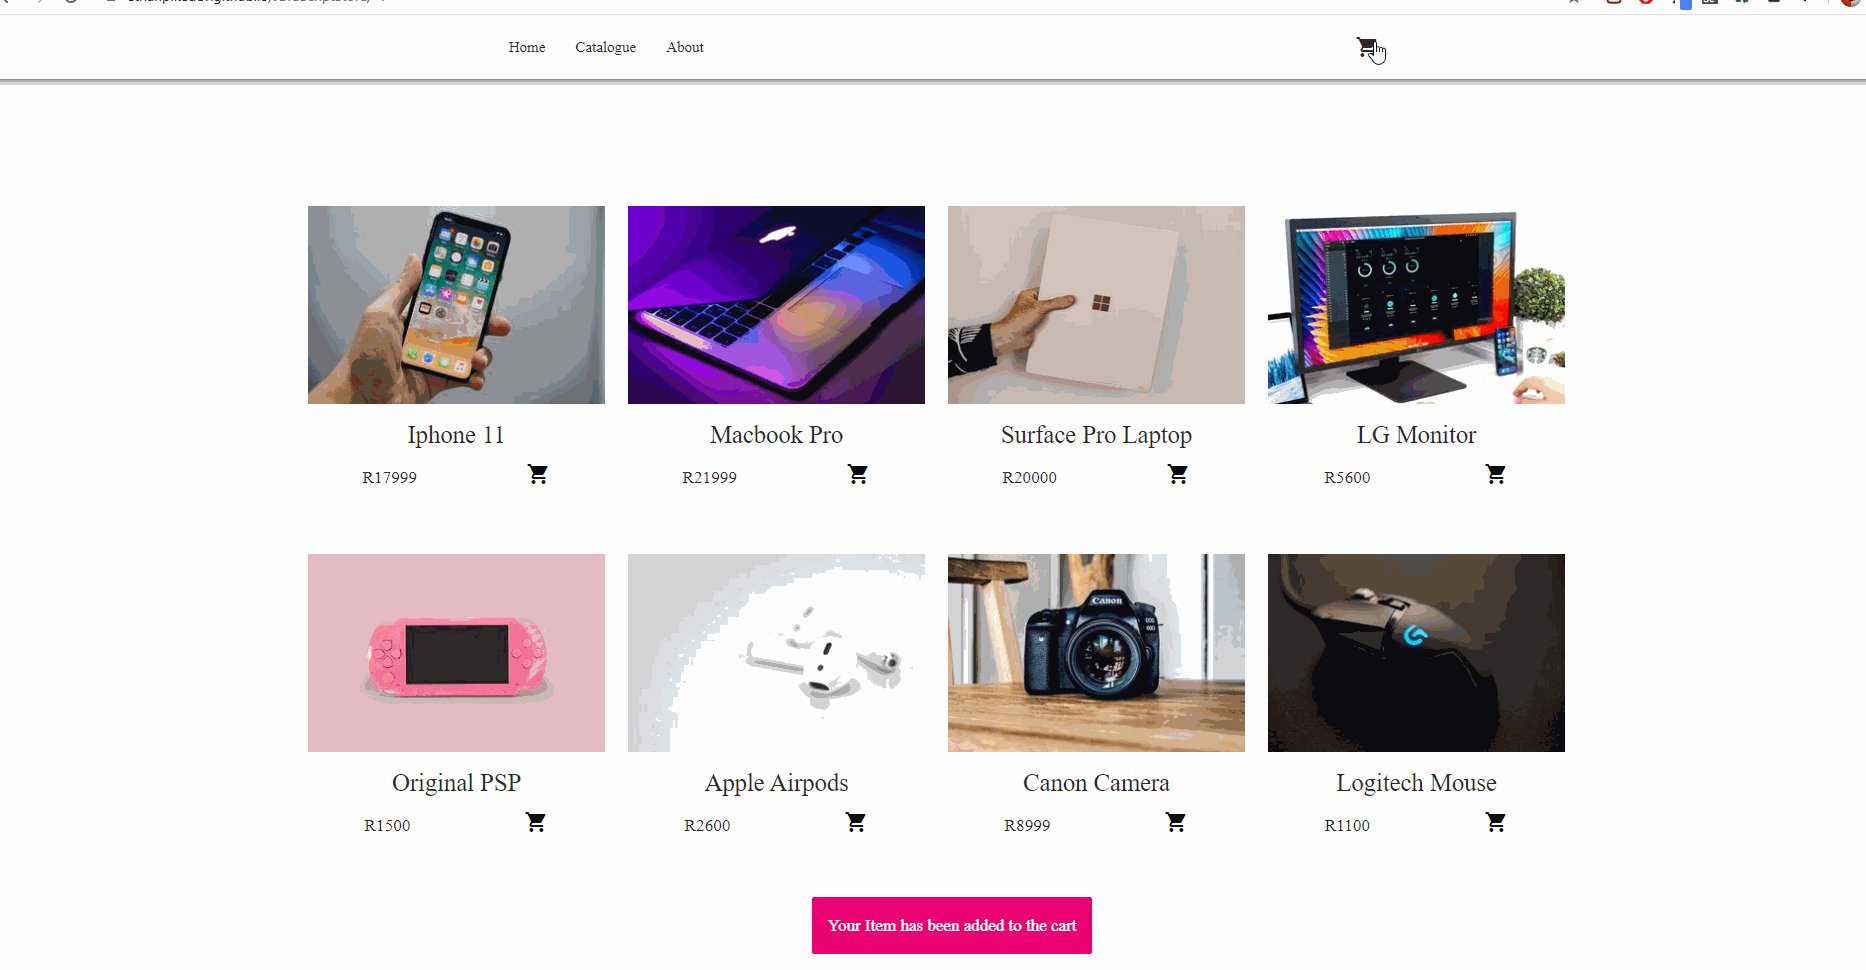 Home Catalogue About
Iphone 11 Macbook Pro Surface Pro Laptop LG Monitor
R17999 R21999 R20000 R5600
Canon
Original PSP Apple Airpods Canon Camera Logitech Mouse
R1500 R2600 R8999 R1100
Your Item has been added to the cart